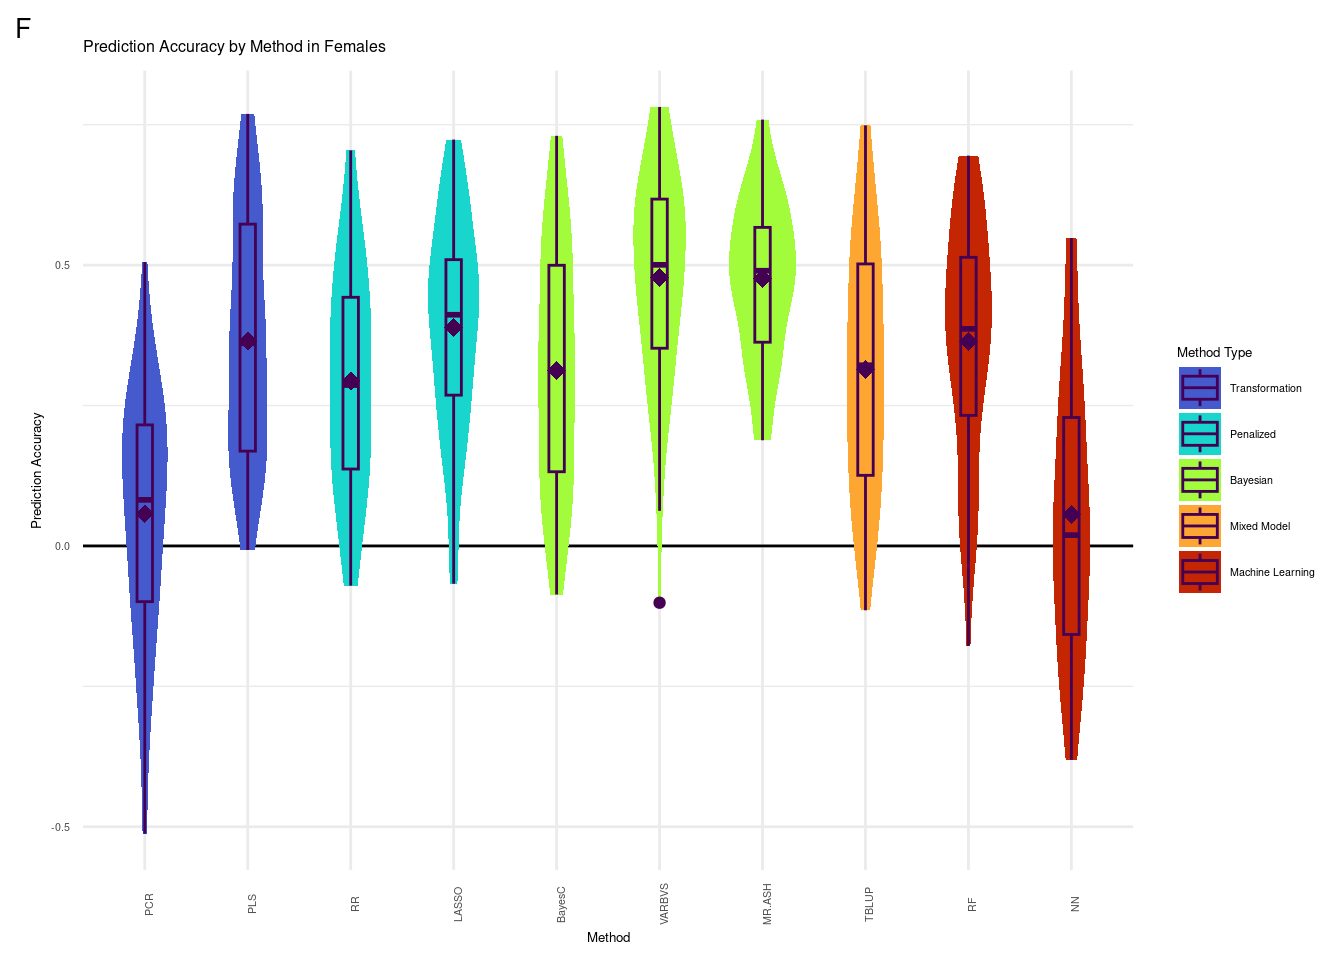 F
Prediction Accuracy by Method in Females
Prediction Accuracy
0.5
0.0
-0.5
PCR
PLS
RR
LASSO
BayesC
VARBVS
MR.ASH
TBLUP
RF
NN
Method
Method Type
Transformation
Penalized
Bayesian
Mixed Model
Machine Learning